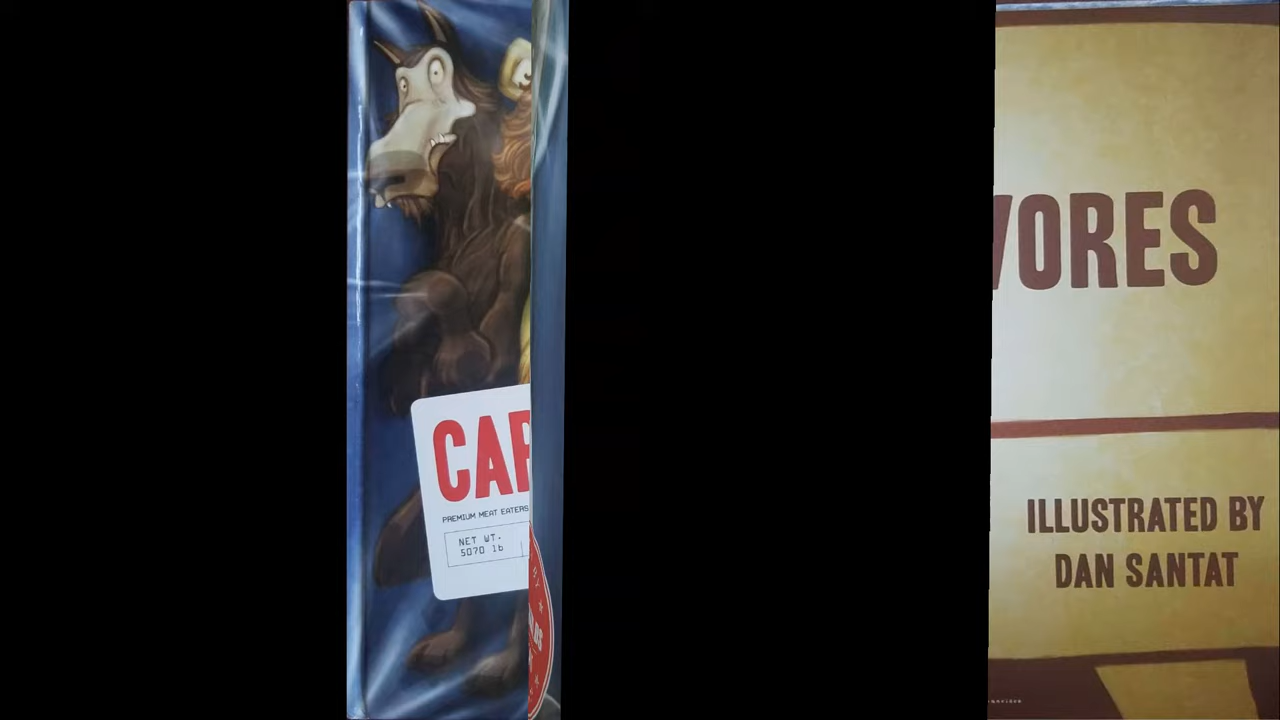 CAR
PREMIUM MEAT EATERS
NET WT.
5070 lb
VORES
ILLUSTRATED BY
DAN SANTAT